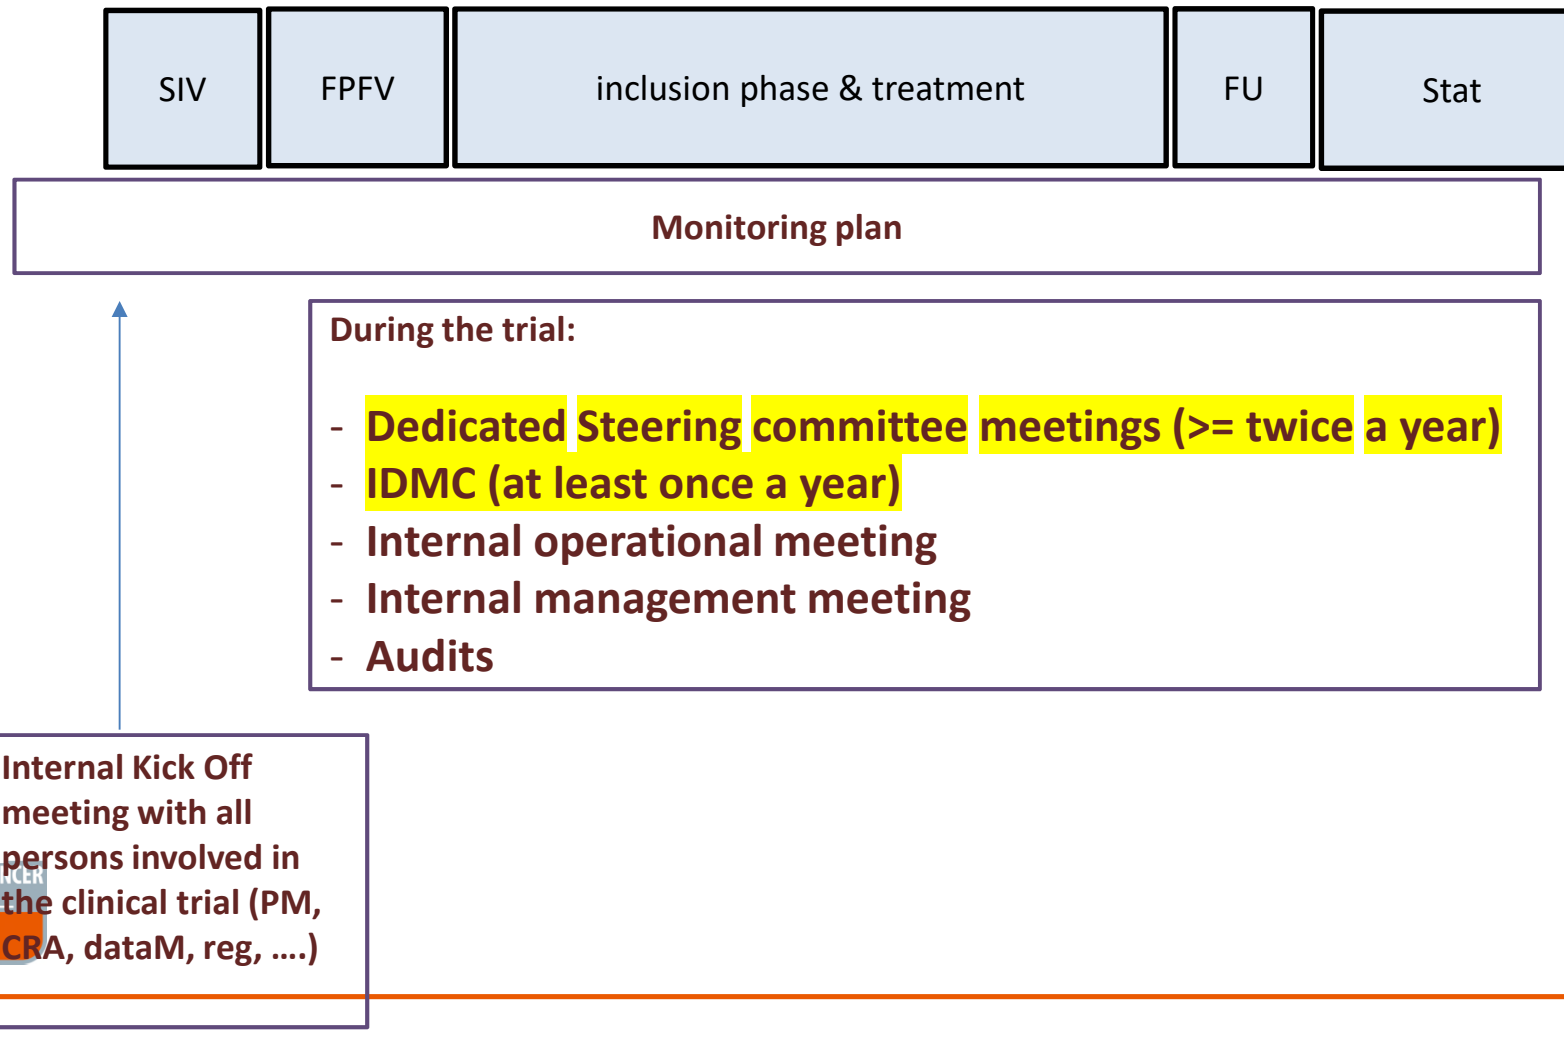 SIV
FPFV
inclusion phase & treatment
FU
Stat
Monitoring plan
During the trial:
- Dedicated Steering committee meetings (>= twice a year)
- IDMC (at least once a year)
- Internal operational meeting
- Internal management meeting
- Audits
Internal Kick Off
meeting with all
persons involved in
the clinical trial (PM,
CRA, dataM, reg, ....)
NCER